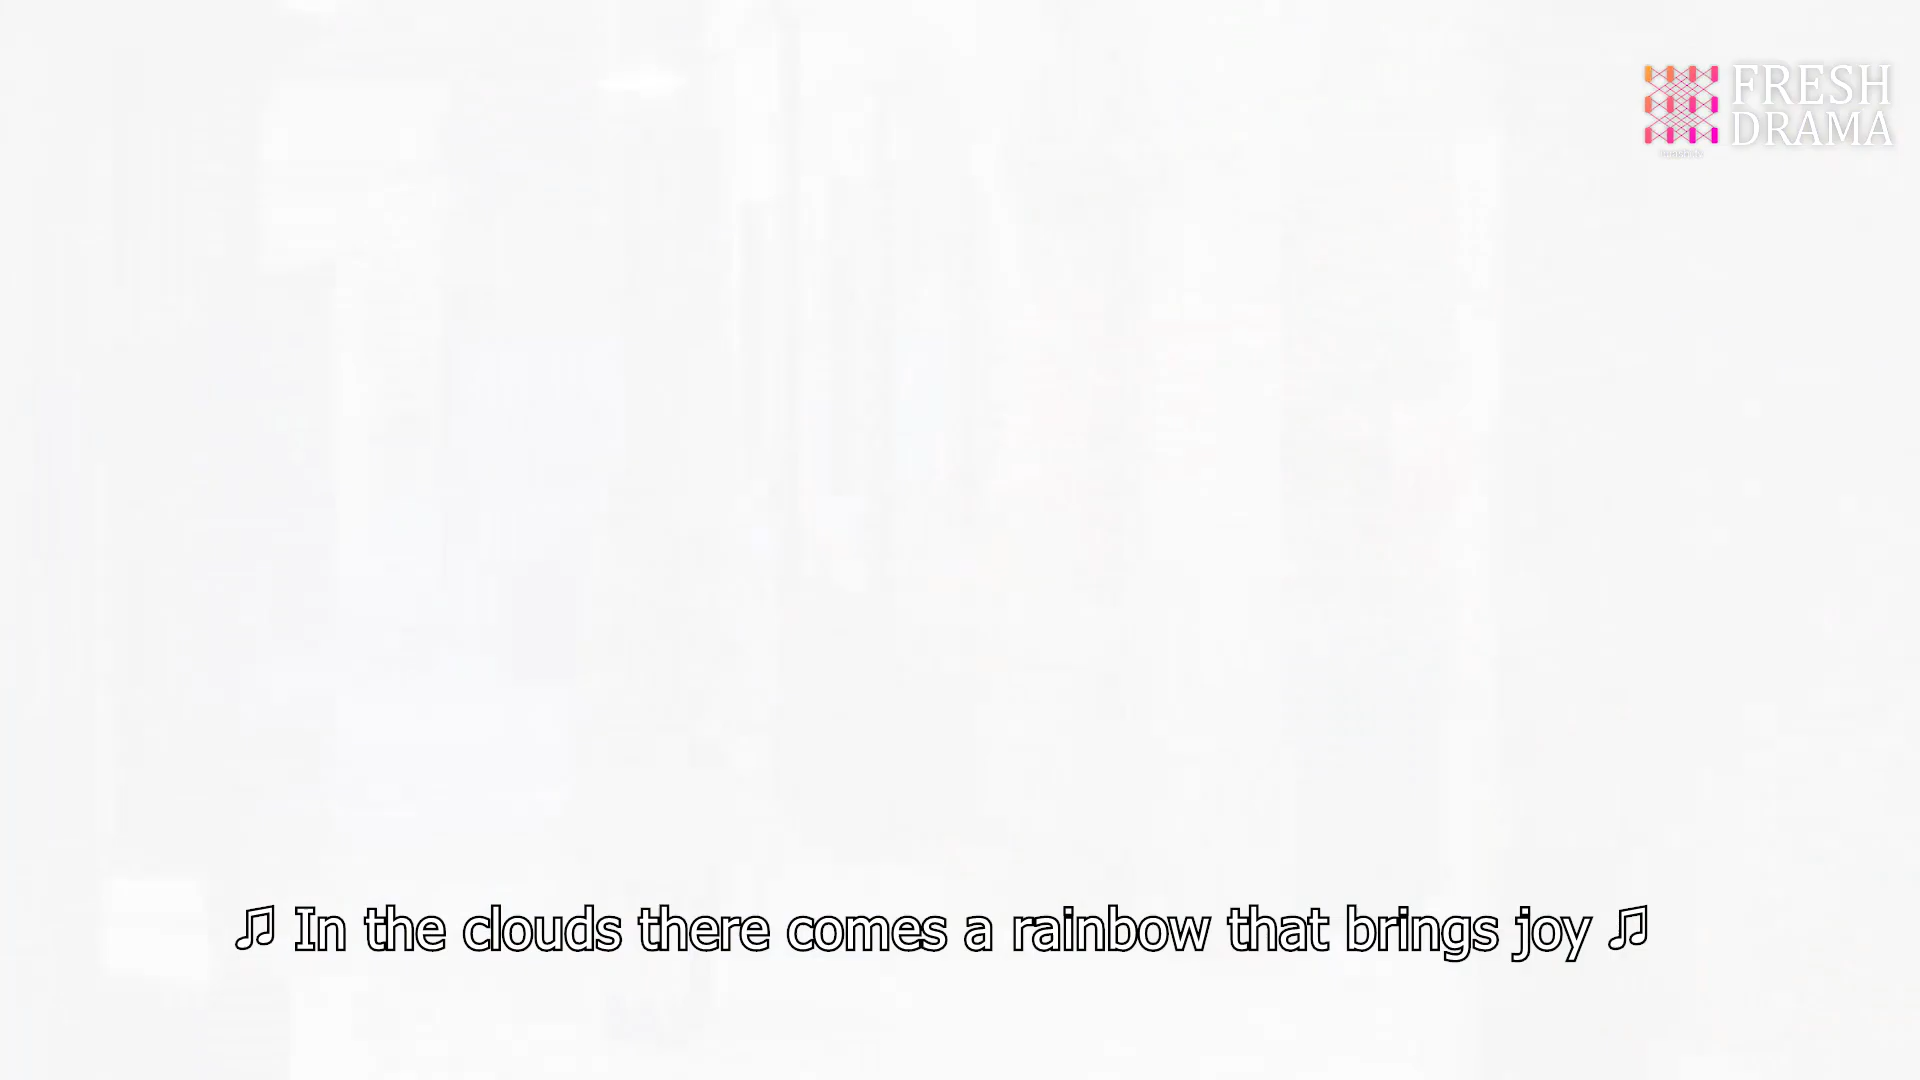 FRESH
DRAMA
♫ In the clouds there comes a rainbow that brings joy ♫